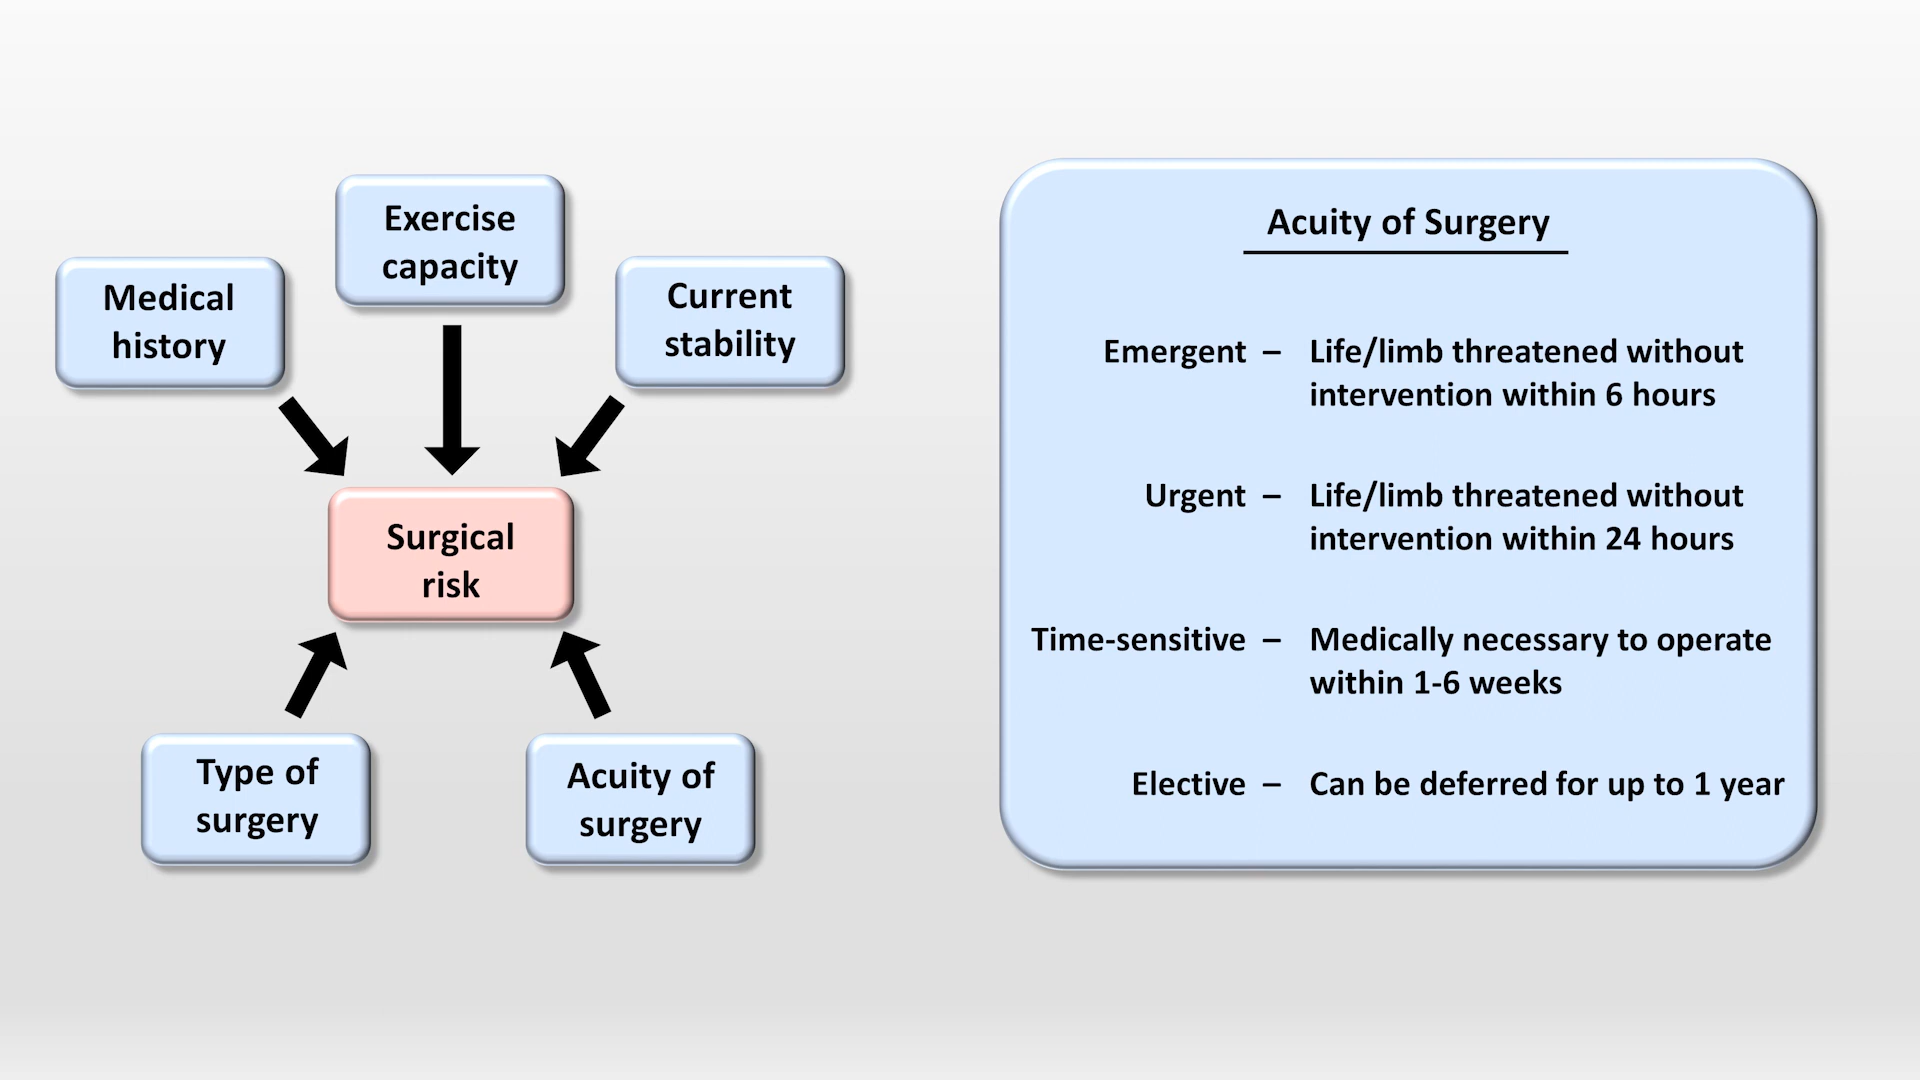 Exercise
capacity
Medical
history
Current
stability
Surgical
risk
Type of
surgery
Acuity of
surgery
Acuity of Surgery
Emergent – Life/limb threatened without
intervention within 6 hours
Urgent – Life/limb threatened without
intervention within 24 hours
Time-sensitive – Medically necessary to operate
within 1-6 weeks
Elective – Can be deferred for up to 1 year